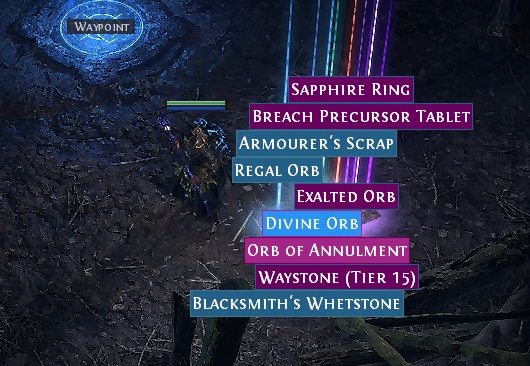 Waypoint
Sapphire Ring
Breach Precursor Tablet
Armourer's Scrap
Regal Orb
Exalted Orb
Divine Orb
Orb of Annulment
Waystone (Tier 15)
Blacksmith's Whetstone